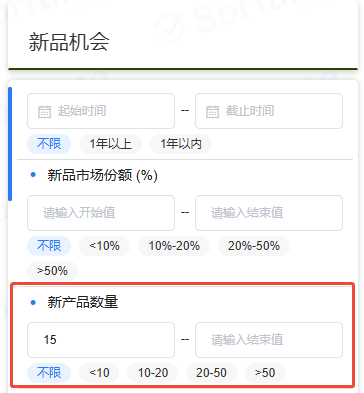 新品机会
起始时间 -- 截止时间
不限 1年以上 1年以内
• 新品市场份额 (%)
请输入开始值 -- 请输入结束值
不限 <10% 10%-20% 20%-50%
>50%
• 新产品数量
15 -- 请输入结束值
不限 <10 10-20 20-50 >50